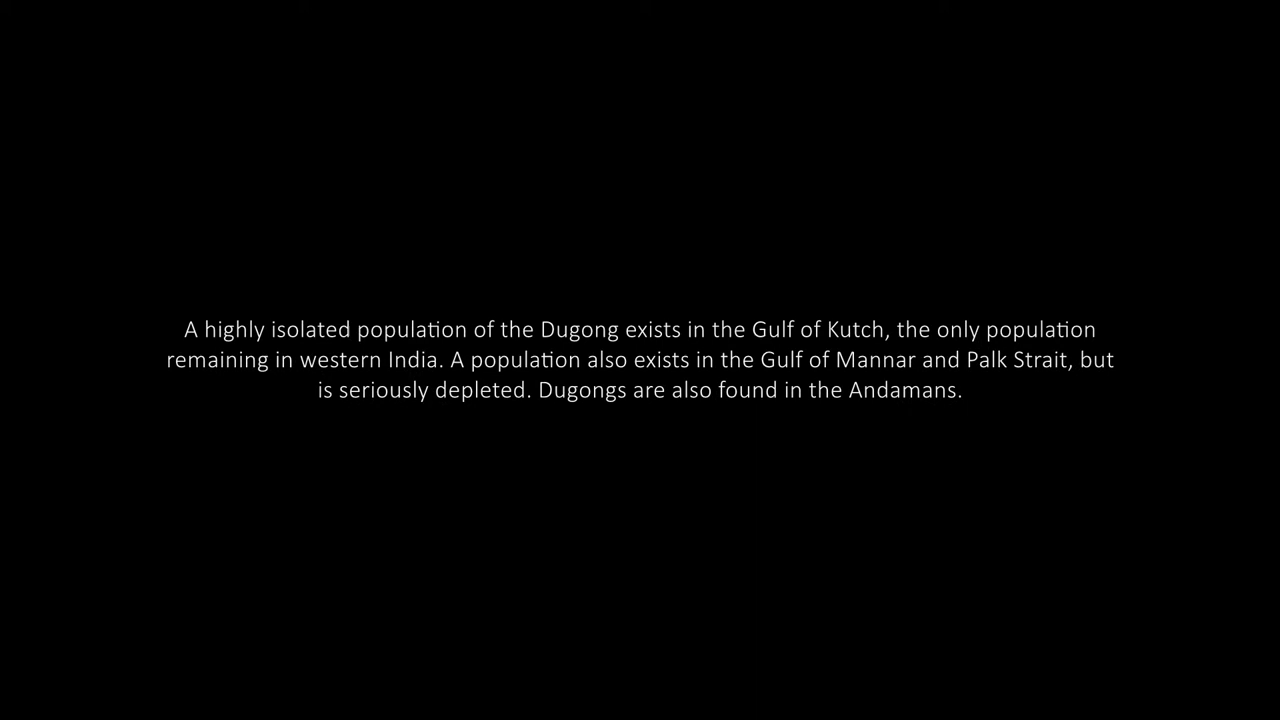 A highly isolated population of the Dugong exists in the Gulf of Kutch, the only population
remaining in western India. A population also exists in the Gulf of Mannar and Palk Strait, but
is seriously depleted. Dugongs are also found in the Andamans.